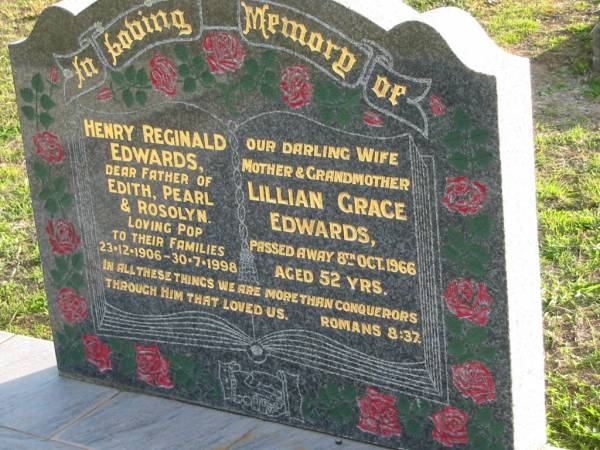 In Loving Memory of
HENRY REGINALD
EDWARDS,
DEAR FATHER OF
EDITH, PEARL
& ROSOLYN.
LOVING POP
TO THEIR FAMILIES
23-12-1906-30-7-1998
OUR DARLING WIFE
MOTHER & GRANDMOTHER
LILLIAN GRACE
EDWARDS,
PASSED AWAY 8TH OCT. 1966
AGED 52 YRS.
IN ALL THESE THINGS WE ARE MORE THAN CONQUERORS
THROUGH HIM THAT LOVED US. ROMANS 8:37.